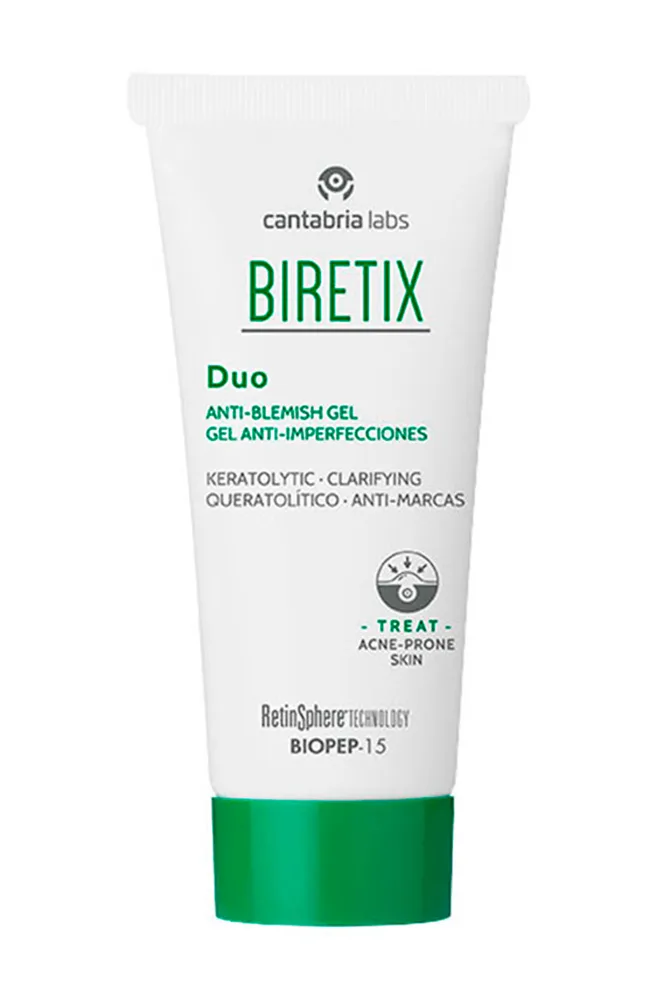 cantabria labs
BIRETIX
Duo
ANTI-BLEMISH GEL
GEL ANTI-IMPERFECCIONES
KERATOLYTIC · CLARIFYING
QUERATOLÍTICO · ANTI-MARCAS
- TREAT -
ACNE-PRONE
SKIN
RetinSphere® TECHNOLOGY
BIOPEP-15